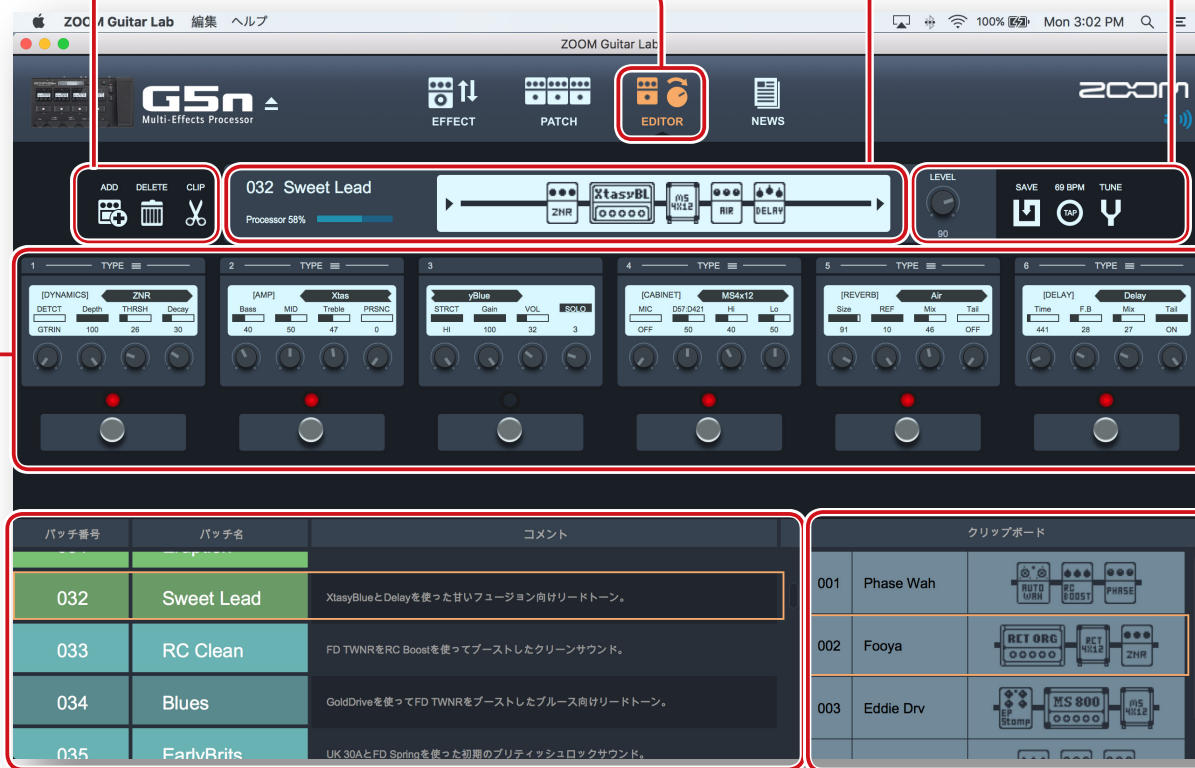 ZOOM Guitar Lab 編集 ヘルプ 100% Mon 3:02 PM
ZOOM Guitar Lab
G5n
Multi-Effects Processor
EFFECT PATCH EDITOR NEWS
ZOOM
ADD DELETE CLIP
032 Sweet Lead
Processor 58%
ZNR XtasyBL MS 4X12 AIR DELAY
LEVEL
90
SAVE 69 BPM TUNE
TAP
1 TYPE 2 TYPE 3 4 TYPE 5 TYPE 6 TYPE
[DYNAMICS] ZNR
DETCT Depth THRSH Decay
GTRIN 100 26 30
[AMP] Xtas
Bass MID Treble PRSNC
40 50 47 0
yBlue
STRCT Gain VOL SOLO
HI 100 32 3
[CABINET] MS4x12
MIC D57:D421 Hi Lo
OFF 50 40 50
[REVERB] Air
Size REF Mix Tail
91 10 46 OFF
[DELAY] Delay
Time F.B Mix Tail
441 28 27 ON
パッチ番号 パッチ名 コメント
032 Sweet Lead XtasyBlueとDelayを使った甘いフュージョン向けリードトーン。
033 RC Clean FD TWNRをRC Boostを使ってブーストしたクリーンサウンド。
034 Blues GoldDriveを使ってFD TWNRをブーストしたブルース向けリードトーン。
035 EarlyBrits UK 30AとFD Springを使った初期のブリティッシュロックサウンド。
クリップボード
001 Phase Wah AUTO WAH RC BOOST PHASE
002 Fooya RCT ORG RCT 4X12 ZNR
003 Eddie Drv EP Stomp MS 800 MS 4X12